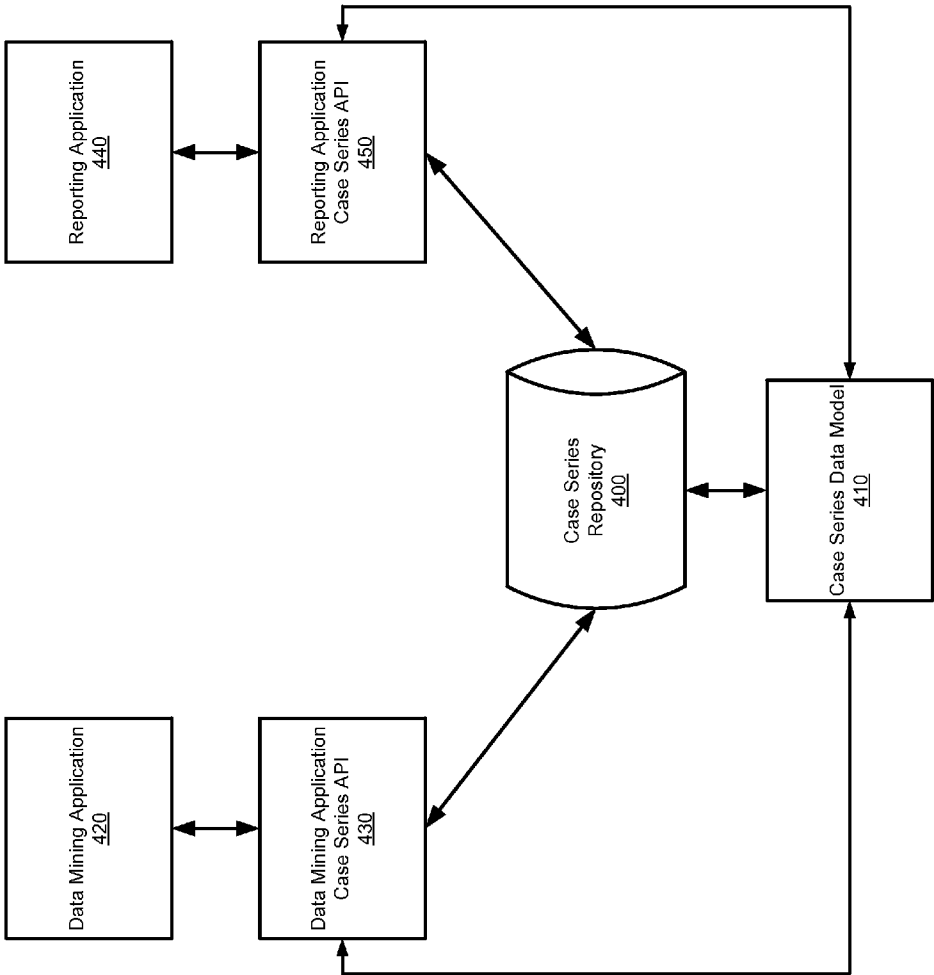 Data Mining Application
420
Data Mining Application
Case Series API
430
Case Series
Repository
400
Case Series Data Model
410
Reporting Application
440
Reporting Application
Case Series API
450